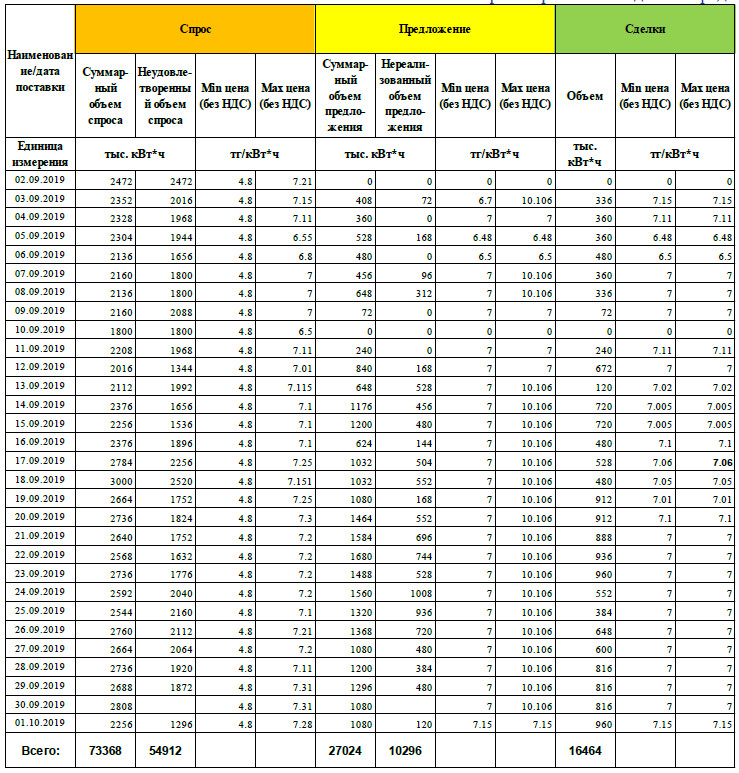 Наименован
ие/дата
поставки
Спрос
Предложение
Сделки
Суммар-
ный
объем
спроса
Неудовле-
творенны
й объем
спроса
Min цена
(без НДС)
Max цена
(без НДС)
Суммар-
ный
объем
предло-
жения
Нереали-
зованный
объем
предло-
жения
Min цена
(без НДС)
Max цена
(без НДС)
Объем
Min цена
(без НДС)
Max цена
(без НДС)
Единица
измерения
тыс. кВт*ч
тг/кВт*ч
тыс. кВт*ч
тг/кВт*ч
тыс.
кВт*ч
тг/кВт*ч
02.09.2019 2472 2472 4.8 7.21 0 0 0 0 0 0 0
03.09.2019 2352 2016 4.8 7.15 408 72 6.7 10.106 336 7.15 7.15
04.09.2019 2328 1968 4.8 7.11 360 0 7 7 360 7.11 7.11
05.09.2019 2304 1944 4.8 6.55 528 168 6.48 6.48 360 6.48 6.48
06.09.2019 2136 1656 4.8 6.8 480 0 6.5 6.5 480 6.5 6.5
07.09.2019 2160 1800 4.8 7 456 96 7 10.106 360 7 7
08.09.2019 2136 1800 4.8 7 648 312 7 10.106 336 7 7
09.09.2019 2160 2088 4.8 7 72 0 7 7 72 7 7
10.09.2019 1800 1800 4.8 6.5 0 0 0 0 0 0 0
11.09.2019 2208 1968 4.8 7.11 240 0 7 7 240 7.11 7.11
12.09.2019 2016 1344 4.8 7.01 840 168 7 7 672 7 7
13.09.2019 2112 1992 4.8 7.115 648 528 7 10.106 120 7.02 7.02
14.09.2019 2376 1656 4.8 7.1 1176 456 7 10.106 720 7.005 7.005
15.09.2019 2256 1536 4.8 7.1 1200 480 7 10.106 720 7.005 7.005
16.09.2019 2376 1896 4.8 7.1 624 144 7 10.106 480 7.1 7.1
17.09.2019 2784 2256 4.8 7.25 1032 504 7 10.106 528 7.06 7.06
18.09.2019 3000 2520 4.8 7.151 1032 552 7 10.106 480 7.05 7.05
19.09.2019 2664 1752 4.8 7.25 1080 168 7 10.106 912 7.01 7.01
20.09.2019 2736 1824 4.8 7.3 1464 552 7 10.106 912 7.1 7.1
21.09.2019 2640 1752 4.8 7.2 1584 696 7 10.106 888 7 7
22.09.2019 2568 1632 4.8 7.2 1680 744 7 10.106 936 7 7
23.09.2019 2736 1776 4.8 7.2 1488 528 7 10.106 960 7 7
24.09.2019 2592 2040 4.8 7.2 1560 1008 7 10.106 552 7 7
25.09.2019 2544 2160 4.8 7.1 1320 936 7 10.106 384 7 7
26.09.2019 2760 2112 4.8 7.21 1368 720 7 10.106 648 7 7
27.09.2019 2664 2064 4.8 7.2 1080 480 7 10.106 600 7 7
28.09.2019 2736 1920 4.8 7.11 1200 384 7 10.106 816 7 7
29.09.2019 2688 1872 4.8 7.31 1296 480 7 10.106 816 7 7
30.09.2019 2808 4.8 7.31 1080 7 10.106 816 7 7
01.10.2019 2256 1296 4.8 7.28 1080 120 7.15 7.15 960 7.15 7.15
Всего: 73368 54912 27024 10296 16464